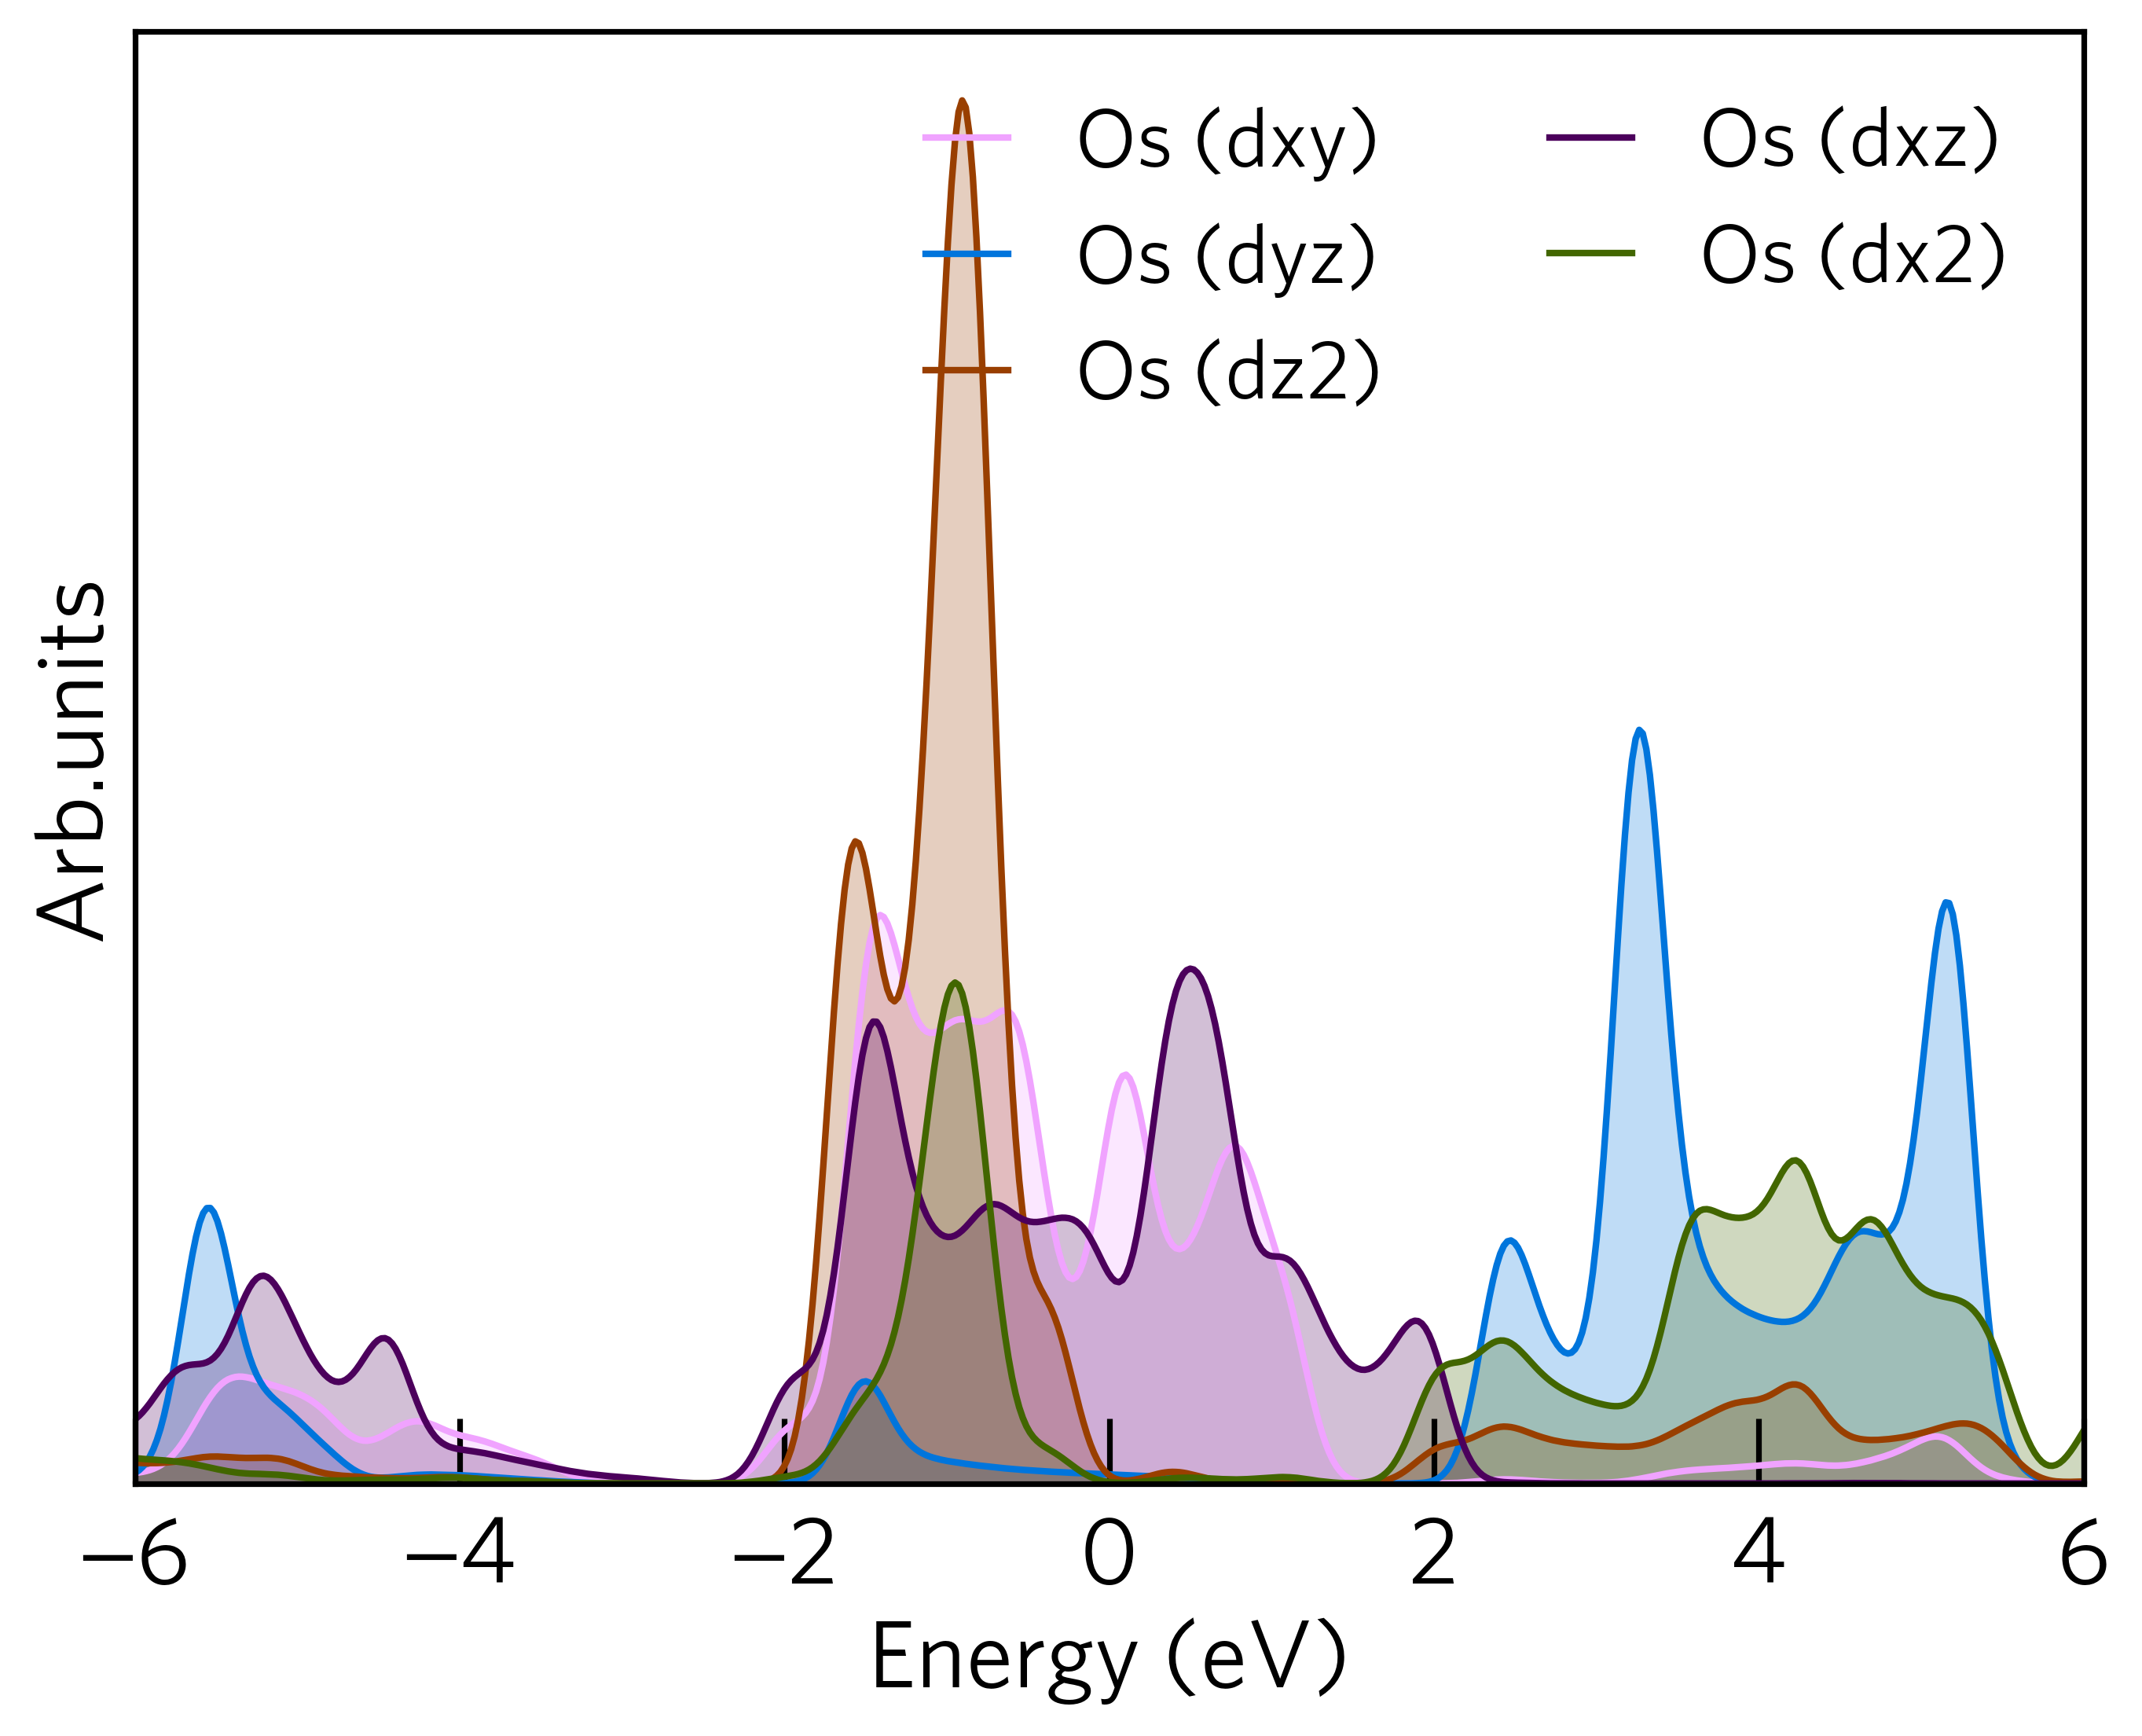 Os (dxy) Os (dxz)
Os (dyz) Os (dx2)
Os (dz2)
Arb.units
−6 −4 −2 0 2 4 6
Energy (eV)